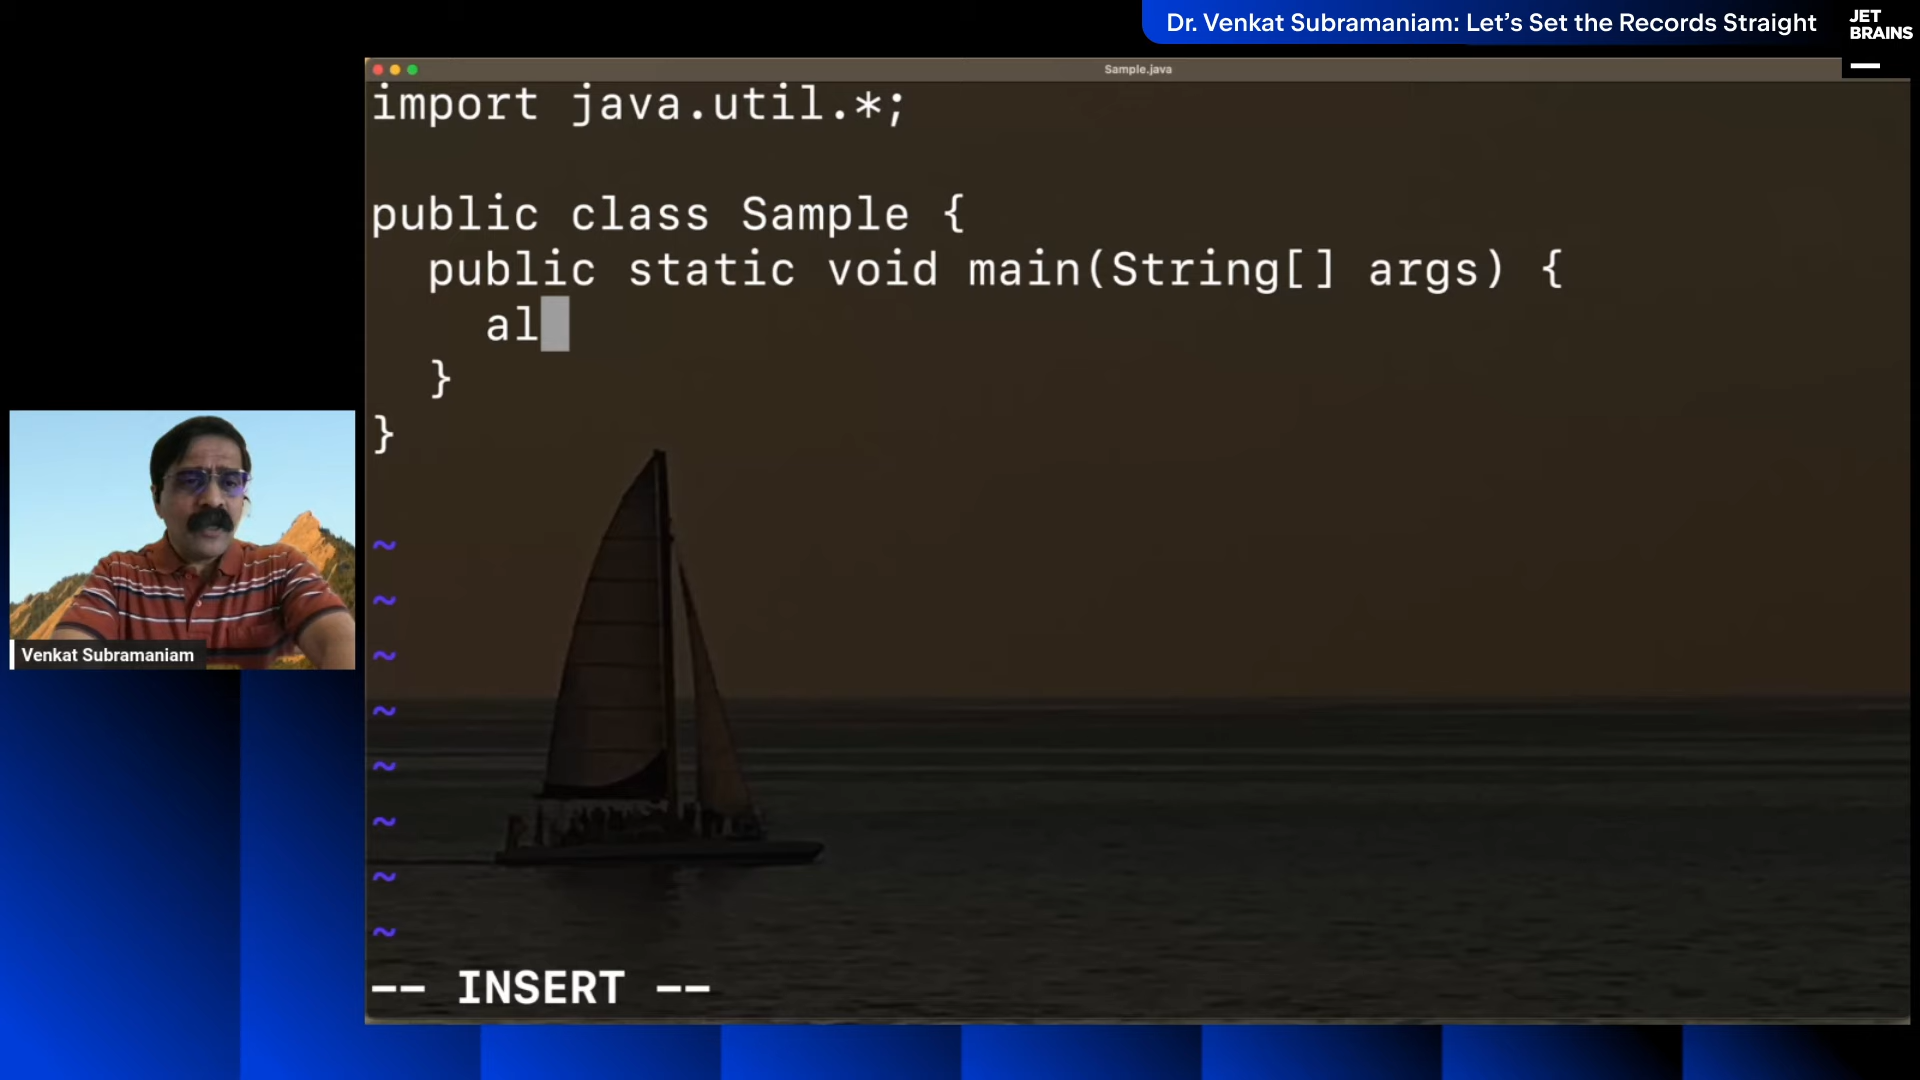 Dr. Venkat Subramaniam: Let’s Set the Records Straight
JET
BRAINS
Sample.java
import java.util.*;
public class Sample {
public static void main(String[] args) {
al
}
}
~
~
~
~
~
~
~
~
-- INSERT --
Venkat Subramaniam